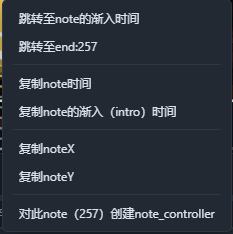 跳转至note的渐入时间
跳转至end:257
复制note时间
复制note的渐入（intro）时间
复制noteX
复制noteY
对此note（257）创建note_controller